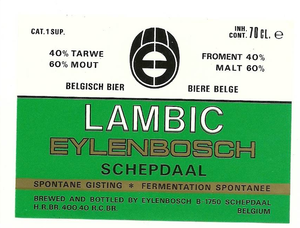 CAT. 1 SUP.
INH.
CONT. 70 CL. e
40% TARWE
60% MOUT
FROMENT 40%
MALT 60%
BELGISCH BIER
BIERE BELGE
LAMBIC
EYLENBOSCH
SCHEPDAAL
SPONTANE GISTING * FERMENTATION SPONTANEE
BREWED AND BOTTLED BY EYLENBOSCH B 1750 SCHEPDAAL
H.R.BR 400.40 R.C.BR
BELGIUM